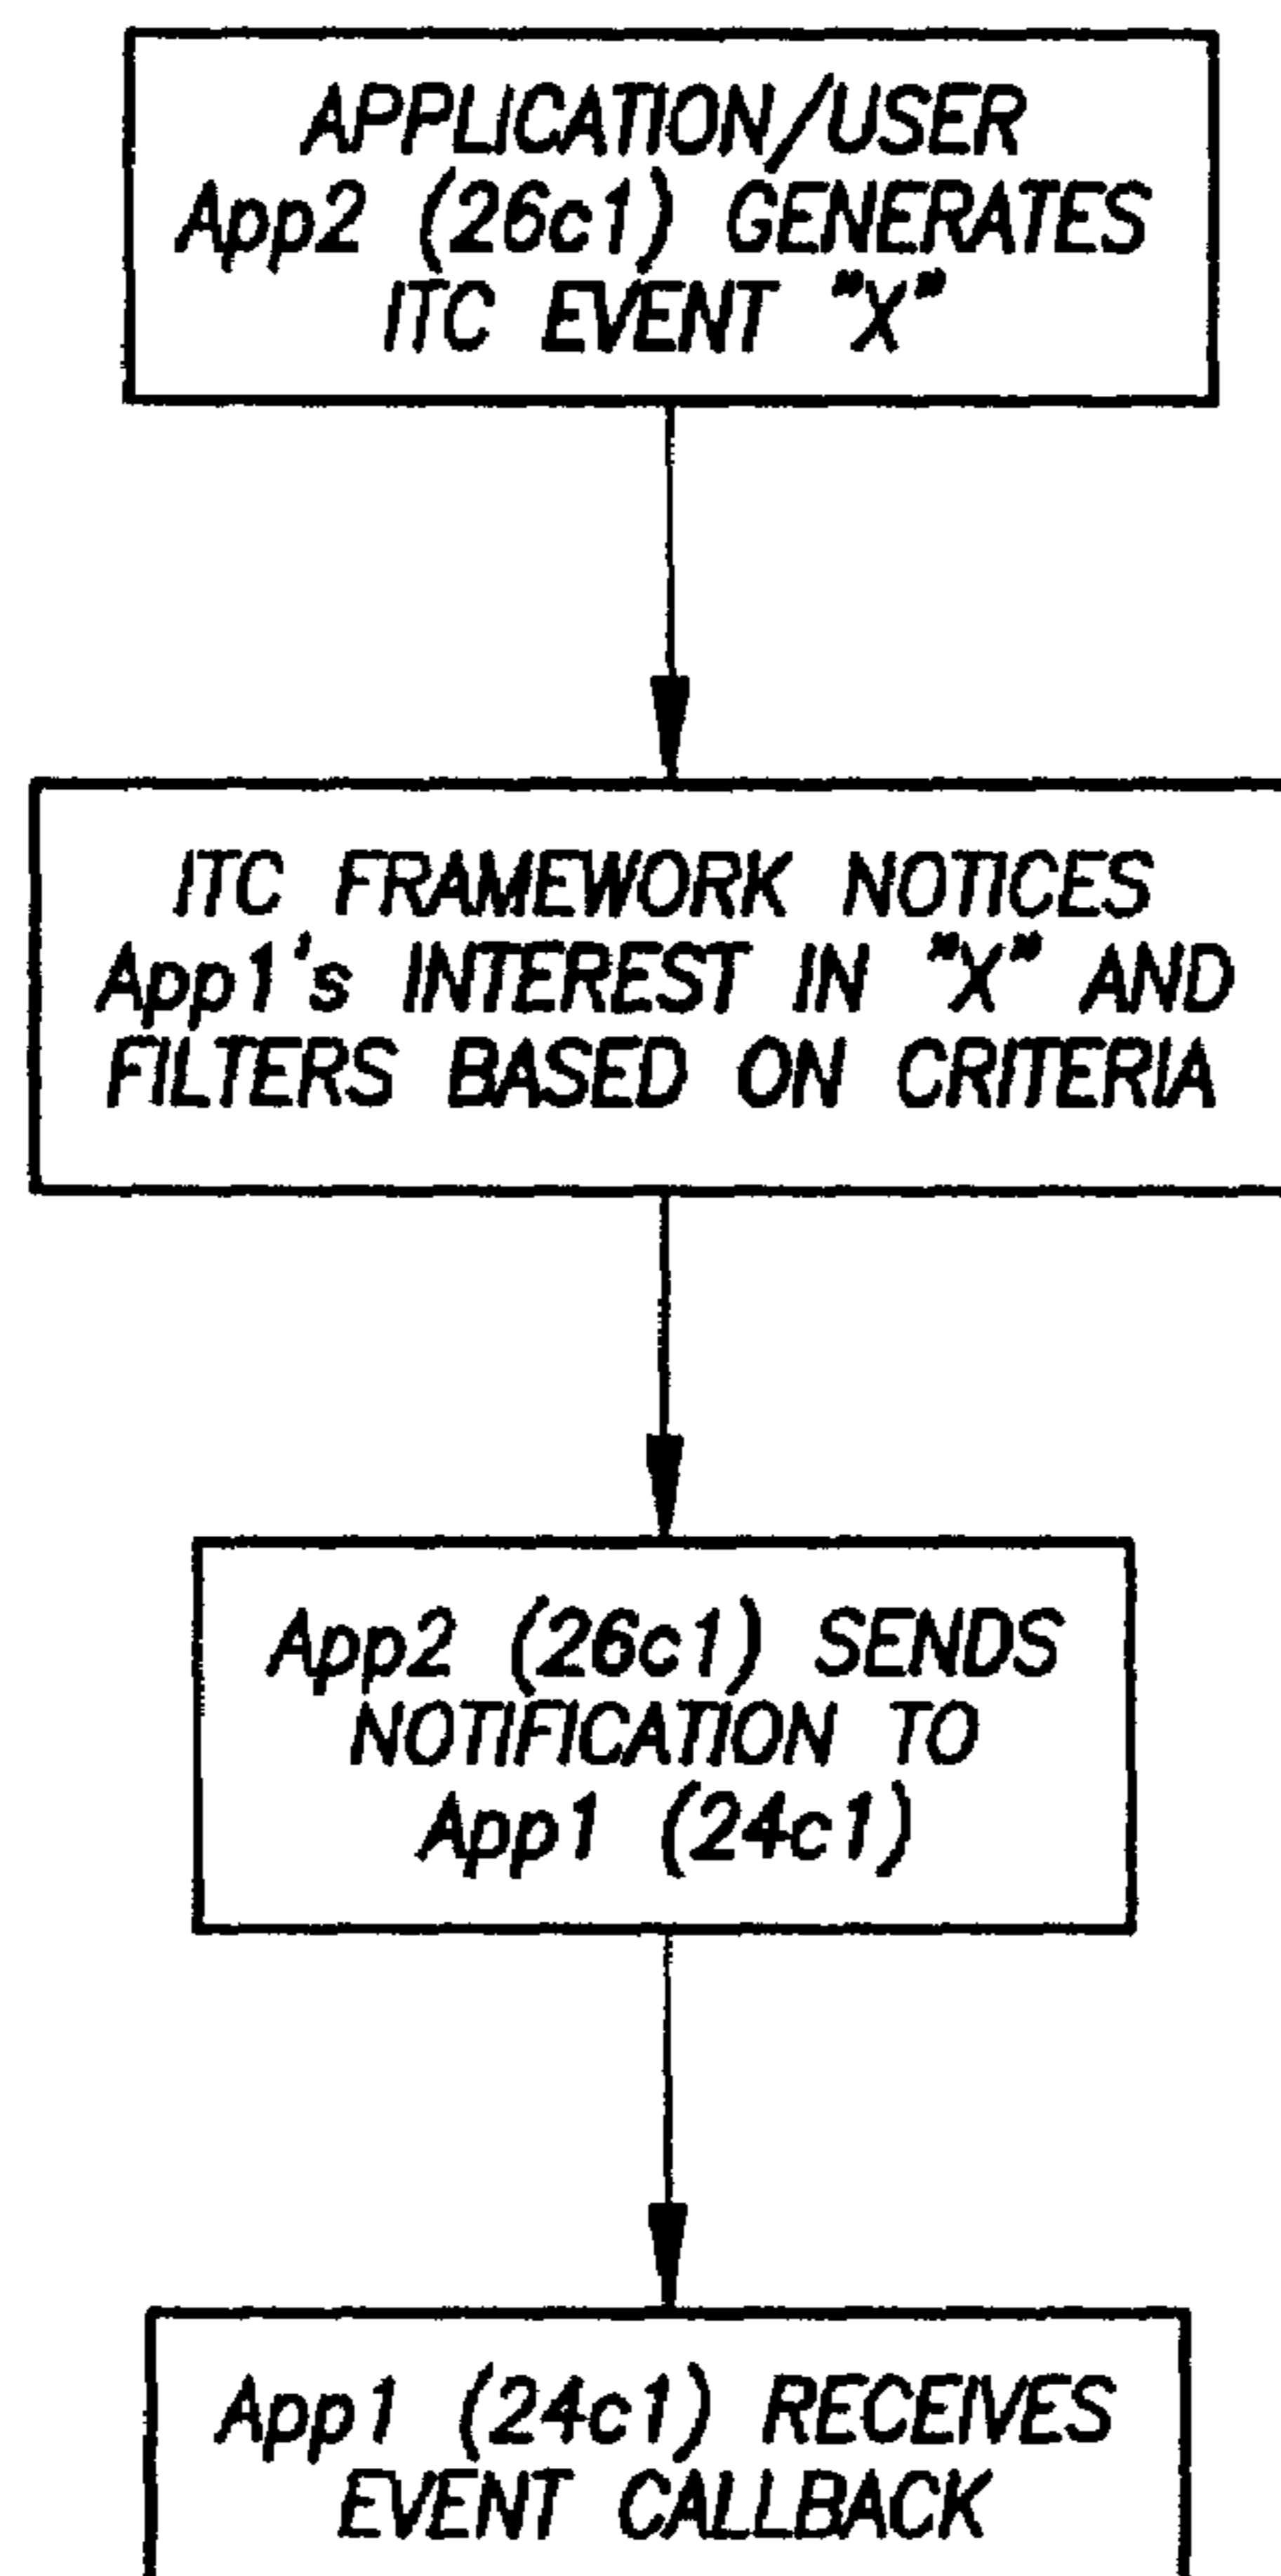 APPLICATION/USER
App2 (26c1) GENERATES
ITC EVENT "X"
ITC FRAMEWORK NOTICES
App1's INTEREST IN "X" AND
FILTERS BASED ON CRITERIA
App2 (26c1) SENDS
NOTIFICATION TO
App1 (24c1)
App1 (24c1) RECEIVES
EVENT CALLBACK